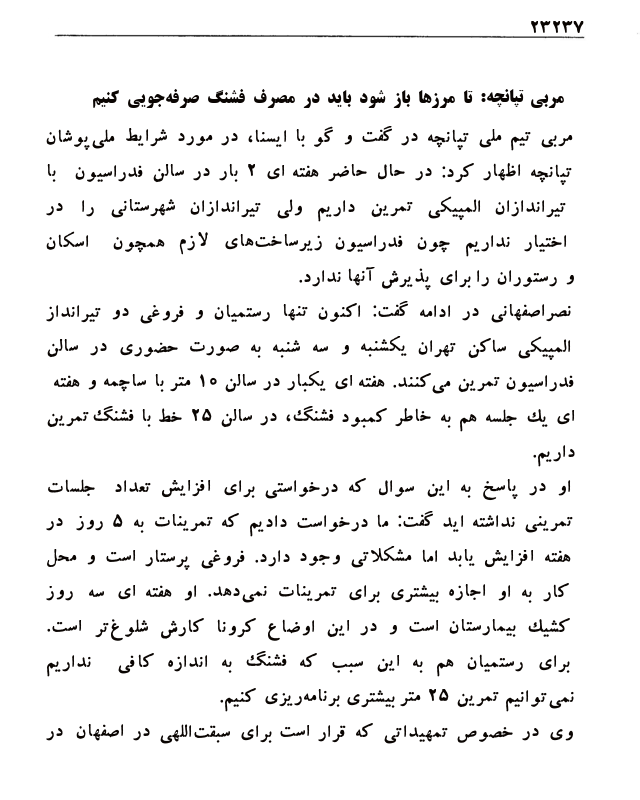 ۲۳۲۳۷
مربی تپانچه: تا مرزها باز شود باید در مصرف فشنگ صرفه‌جویی کنیم
مربی تیم ملی تپانچه در گفت و گو با ایسنا، در مورد شرایط ملی‌پوشان
تپانچه اظهار کرد: در حال حاضر هفته ای ۲ بار در سالن فدراسیون با
تیراندازان المپیکی تمرین داریم ولی تیراندازان شهرستانی را در
اختیار نداریم چون فدراسیون زیرساخت‌های لازم همچون اسکان
و رستوران را برای پذیرش آنها ندارد.
نصراصفهانی در ادامه گفت: اکنون تنها رستمیان و فروغی دو تیرانداز
المپیکی ساکن تهران یکشنبه و سه شنبه به صورت حضوری در سالن
فدراسیون تمرین می‌کنند. هفته ای یکبار در سالن ۱۰ متر با ساچمه و هفته
ای یك جلسه هم به خاطر کمبود فشنگ، در سالن ۲۵ خط با فشنگ تمرین
داریم.
او در پاسخ به این سوال که درخواستی برای افزایش تعداد جلسات
تمرینی نداشته اید گفت: ما درخواست دادیم که تمرینات به ۵ روز در
هفته افزایش یابد اما مشکلاتی وجود دارد. فروغی پرستار است و محل
کار به او اجازه بیشتری برای تمرینات نمی‌دهد. او هفته ای سه روز
کشیك بیمارستان است و در این اوضاع کرونا کارش شلوغ‌تر است.
برای رستمیان هم به این سبب که فشنگ به اندازه کافی نداریم
نمی‌توانیم تمرین ۲۵ متر بیشتری برنامه‌ریزی کنیم.
وی در خصوص تمهیداتی که قرار است برای سبقت‌اللهی در اصفهان در